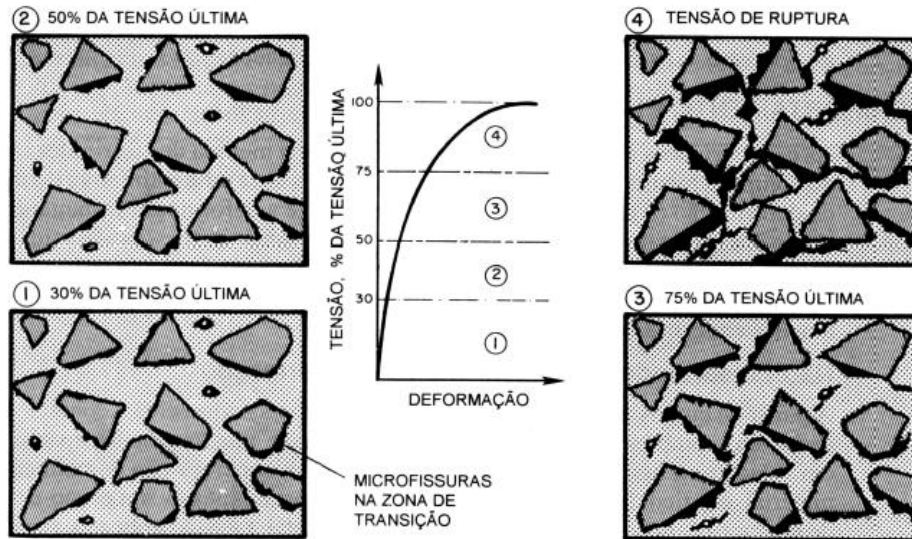 ② 50% DA TENSÃO ÚLTIMA
④ TENSÃO DE RUPTURA
TENSÃO, % DA TENSÃO ÚLTIMA
100
75
50
30
④
③
②
①
DEFORMAÇÃO
① 30% DA TENSÃO ÚLTIMA
③ 75% DA TENSÃO ÚLTIMA
MICROFISSURAS
NA ZONA DE
TRANSIÇÃO